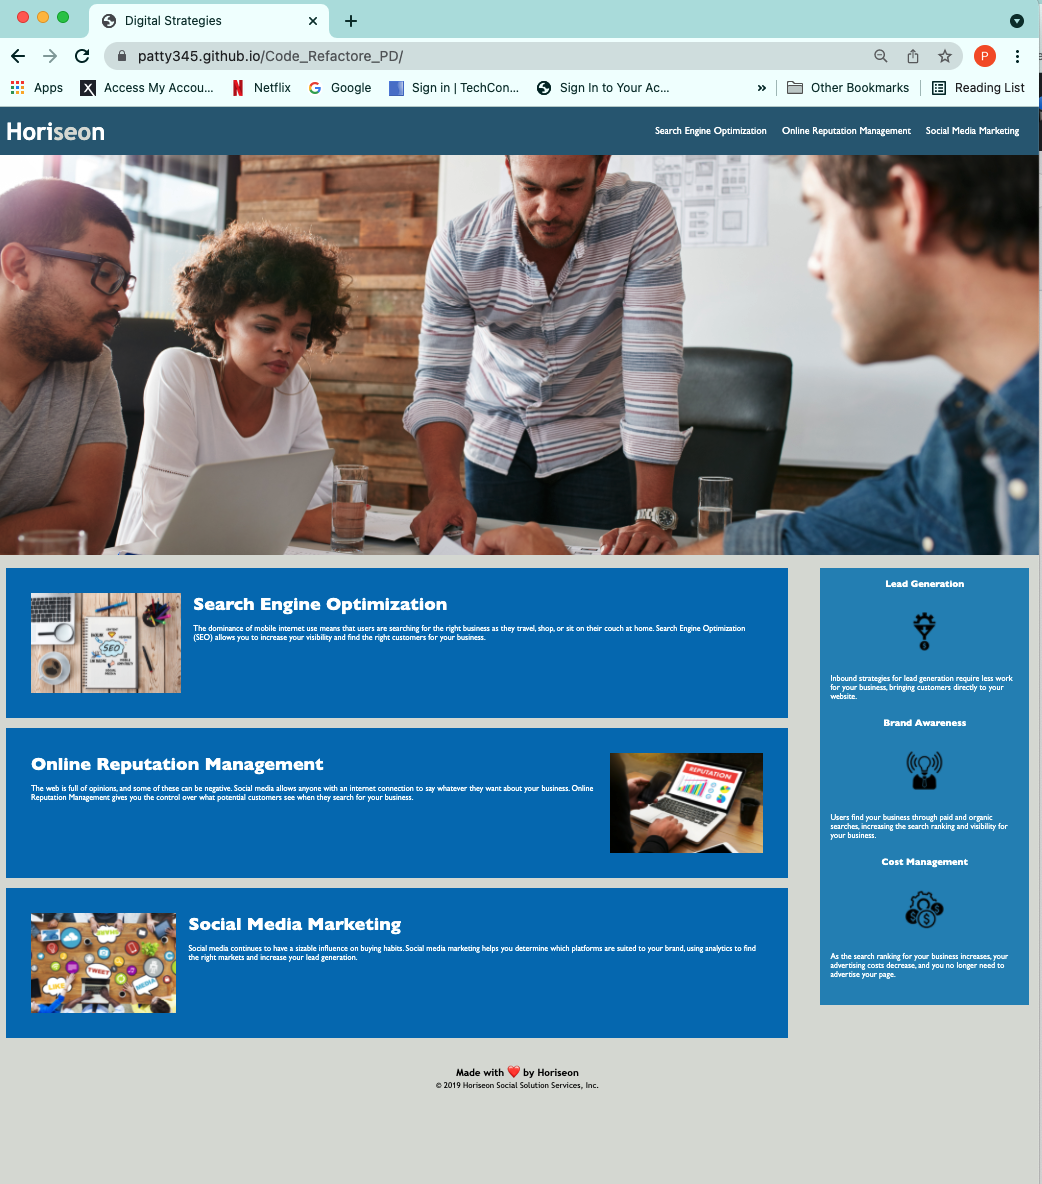 Digital Strategies
patty345.github.io/Code_Refactore_PD/
P
Apps
Access My Accou...
Netflix
Google
Sign in | TechCon...
Sign In to Your Ac...
»
Other Bookmarks
Reading List
Horiseon
Search Engine Optimization
Online Reputation Management
Social Media Marketing
SEO
Search Engine Optimization
The dominance of mobile internet use means that users are searching for the right business as they travel, shop, or sit on their couch at home. Search Engine Optimization
(SEO) allows you to increase your visibility and find the right customers for your business.
Online Reputation Management
The web is full of opinions, and some of these can be negative. Social media allows anyone with an internet connection to say whatever they want about your business. Online
Reputation Management gives you the control over what potential customers see when they search for your business.
REPUTATION
TWEET
LIKE
MEDIA
Social Media Marketing
Social media continues to have a sizable influence on buying habits. Social media marketing helps you determine which platforms are suited to your brand, using analytics to find
the right markets and increase your lead generation.
Lead Generation
Inbound strategies for lead generation require less work
for your business, bringing customers directly to your
website.
Brand Awareness
Users find your business through paid and organic
searches, increasing the search ranking and visibility for
your business.
Cost Management
As the search ranking for your business increases, your
advertising costs decrease, and you no longer need to
advertise your page.
Made with ❤️ by Horiseon
© 2019 Horiseon Social Solution Services, Inc.